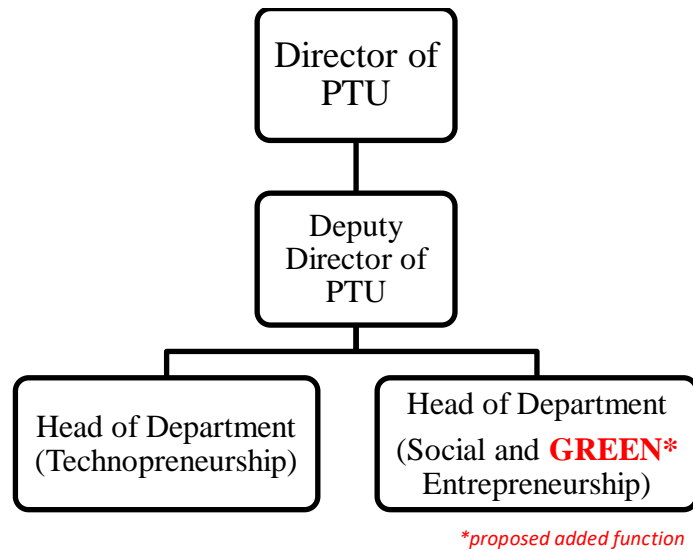 Director of
PTU
Deputy
Director of
PTU
Head of Department
(Technopreneurship)
Head of Department
(Social and GREEN*
Entrepreneurship)
*proposed added function